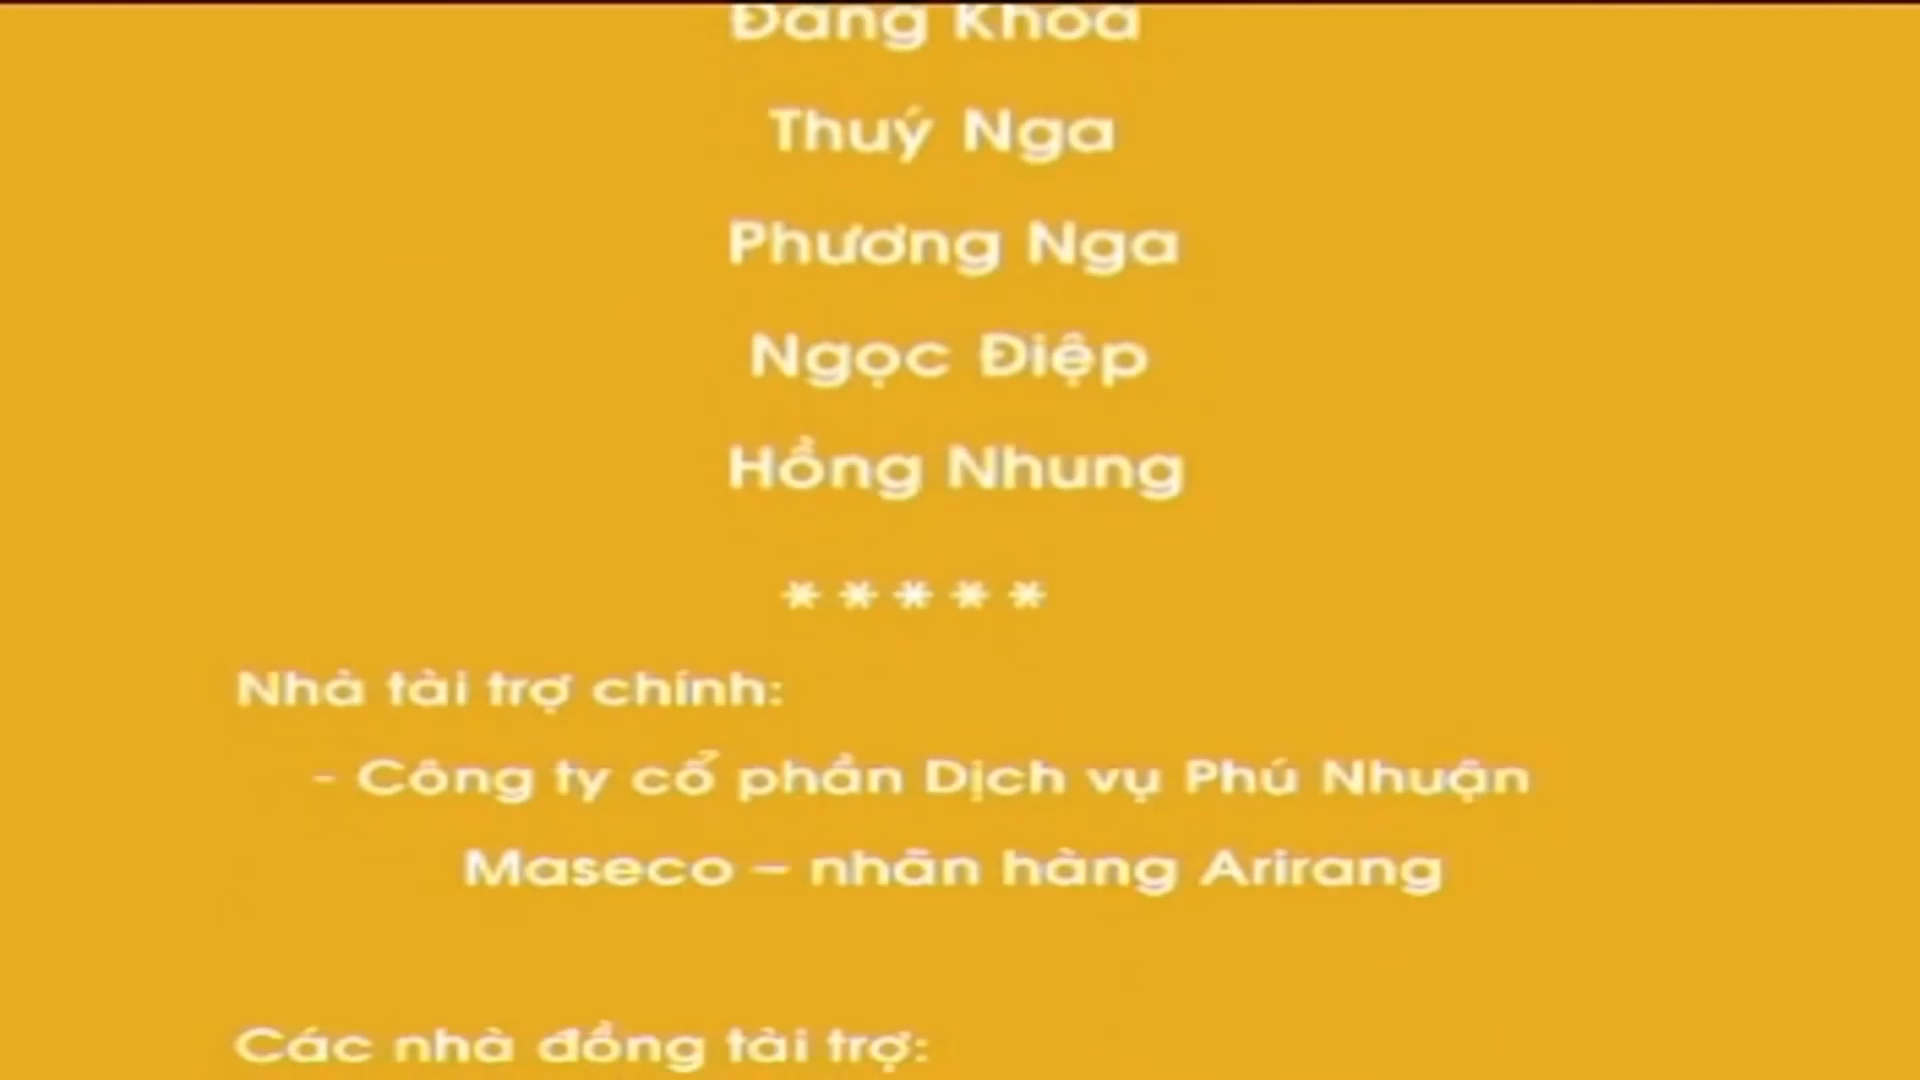 Khoa
Thuý Nga
Phương Nga
Ngọc Điệp
Hồng Nhung
*****
Nhà tài trợ chính:
- Công ty cổ phần Dịch vụ Phú Nhuận
Maseco – nhãn hàng Arirang
Các nhà đồng tài trợ: